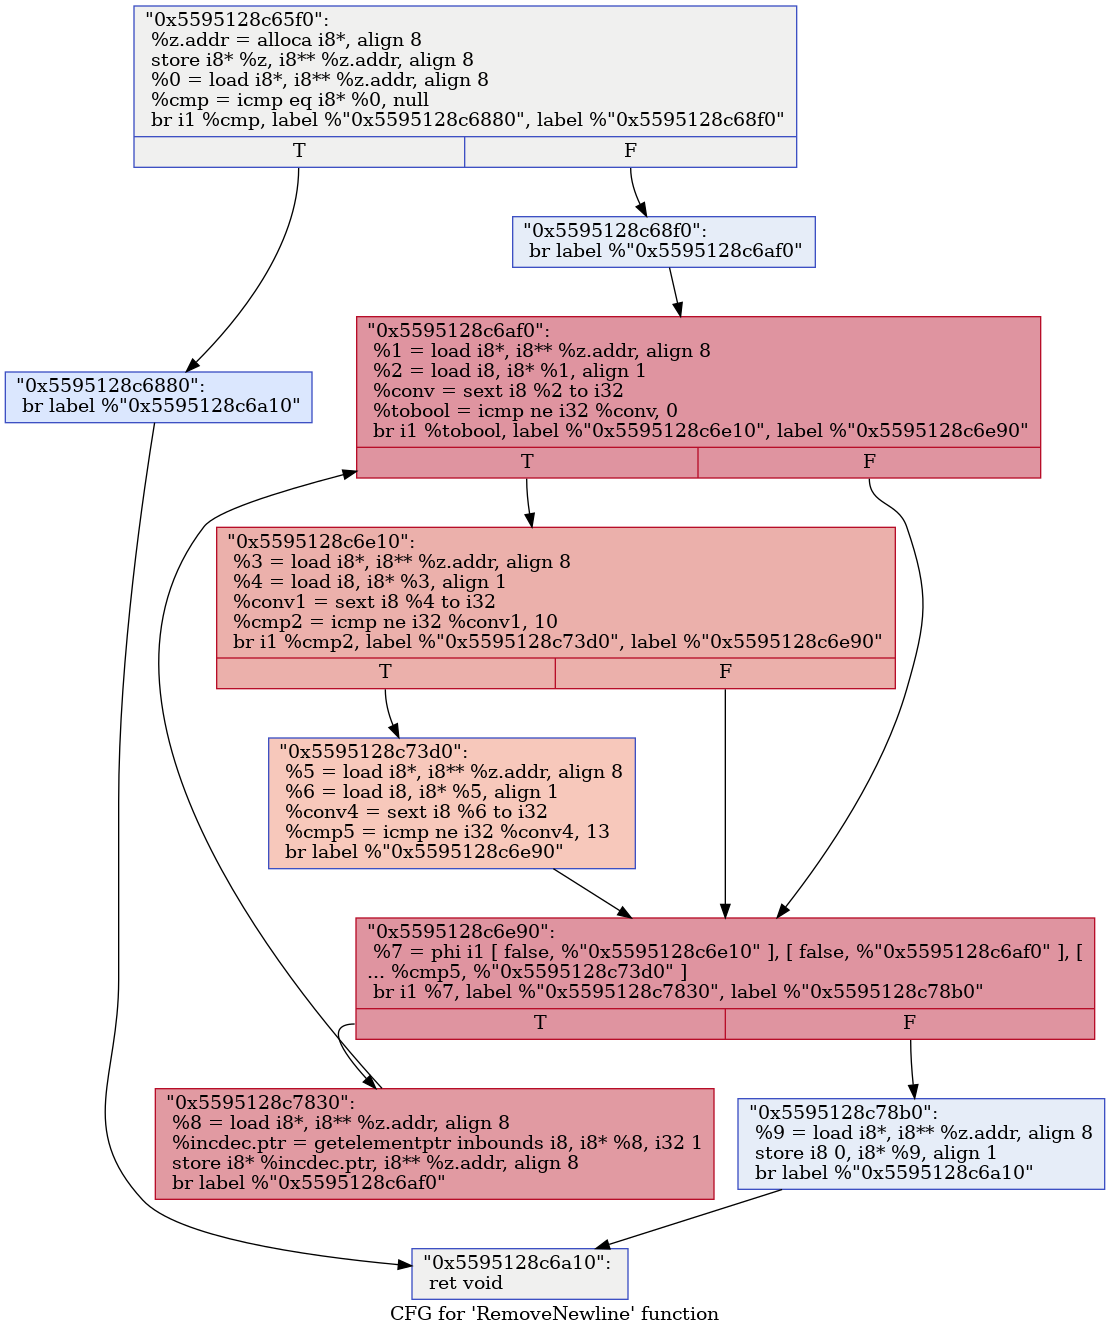 "0x5595128c65f0":
%z.addr = alloca i8*, align 8
store i8* %z, i8** %z.addr, align 8
%0 = load i8*, i8** %z.addr, align 8
%cmp = icmp eq i8* %0, null
br i1 %cmp, label %"0x5595128c6880", label %"0x5595128c68f0"
T
F
"0x5595128c68f0":
br label %"0x5595128c6af0"
"0x5595128c6af0":
%1 = load i8*, i8** %z.addr, align 8
%2 = load i8, i8* %1, align 1
%conv = sext i8 %2 to i32
%tobool = icmp ne i32 %conv, 0
br i1 %tobool, label %"0x5595128c6e10", label %"0x5595128c6e90"
T
F
"0x5595128c6880":
br label %"0x5595128c6a10"
"0x5595128c6e10":
%3 = load i8*, i8** %z.addr, align 8
%4 = load i8, i8* %3, align 1
%conv1 = sext i8 %4 to i32
%cmp2 = icmp ne i32 %conv1, 10
br i1 %cmp2, label %"0x5595128c73d0", label %"0x5595128c6e90"
T
F
"0x5595128c73d0":
%5 = load i8*, i8** %z.addr, align 8
%6 = load i8, i8* %5, align 1
%conv4 = sext i8 %6 to i32
%cmp5 = icmp ne i32 %conv4, 13
br label %"0x5595128c6e90"
"0x5595128c6e90":
%7 = phi i1 [ false, %"0x5595128c6e10" ], [ false, %"0x5595128c6af0" ], [
... %cmp5, %"0x5595128c73d0" ]
br i1 %7, label %"0x5595128c7830", label %"0x5595128c78b0"
T
F
"0x5595128c7830":
%8 = load i8*, i8** %z.addr, align 8
%incdec.ptr = getelementptr inbounds i8, i8* %8, i32 1
store i8* %incdec.ptr, i8** %z.addr, align 8
br label %"0x5595128c6af0"
"0x5595128c78b0":
%9 = load i8*, i8** %z.addr, align 8
store i8 0, i8* %9, align 1
br label %"0x5595128c6a10"
"0x5595128c6a10":
ret void
CFG for 'RemoveNewline' function